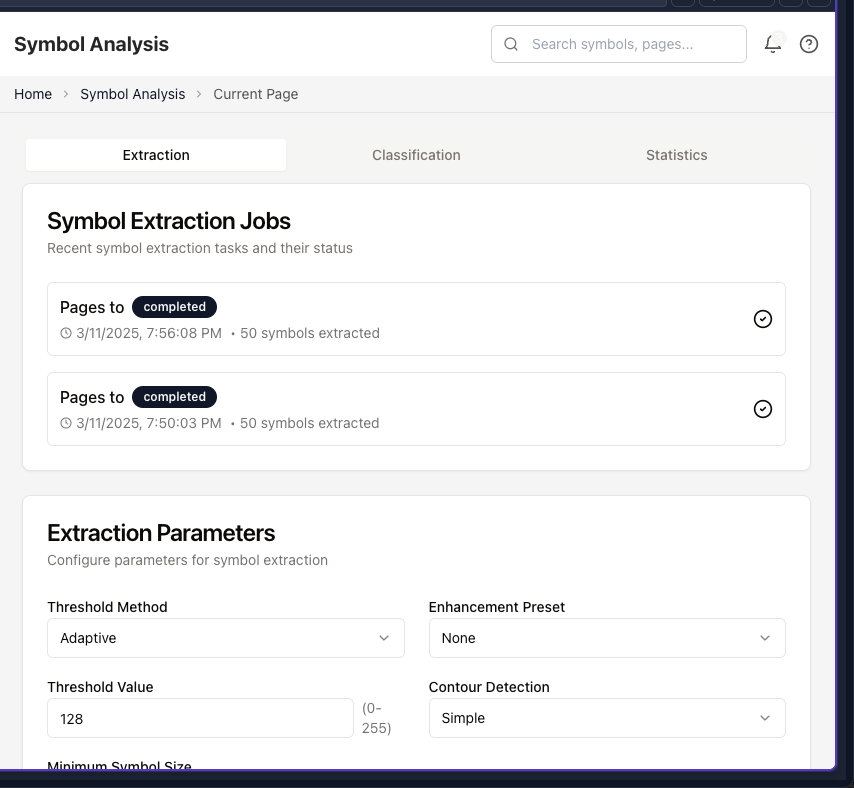 Symbol Analysis
Search symbols, pages...
Home > Symbol Analysis > Current Page
Extraction
Classification
Statistics
Symbol Extraction Jobs
Recent symbol extraction tasks and their status
Pages to completed
3/11/2025, 7:56:08 PM • 50 symbols extracted
Pages to completed
3/11/2025, 7:50:03 PM • 50 symbols extracted
Extraction Parameters
Configure parameters for symbol extraction
Threshold Method
Adaptive
Enhancement Preset
None
Threshold Value
128
(0-
255)
Contour Detection
Simple
Minimum Symbol Size